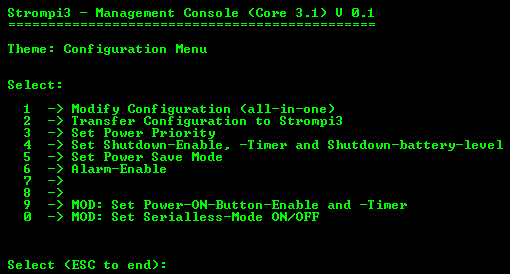 Strompi3 - Management Console (Core 3.1) V 0.1
==============================================
Theme: Configuration Menu
Select:
1 -> Modify Configuration (all-in-one)
2 -> Transfer Configuration to Strompi3
3 -> Set Power Priority
4 -> Set Shutdown-Enable, -Timer and Shutdown-battery-level
5 -> Set Power Save Mode
6 -> Alarm-Enable
7 ->
8 ->
9 -> MOD: Set Power-ON-Button-Enable and -Timer
0 -> MOD: Set Serialless-Mode ON/OFF
Select (ESC to end):